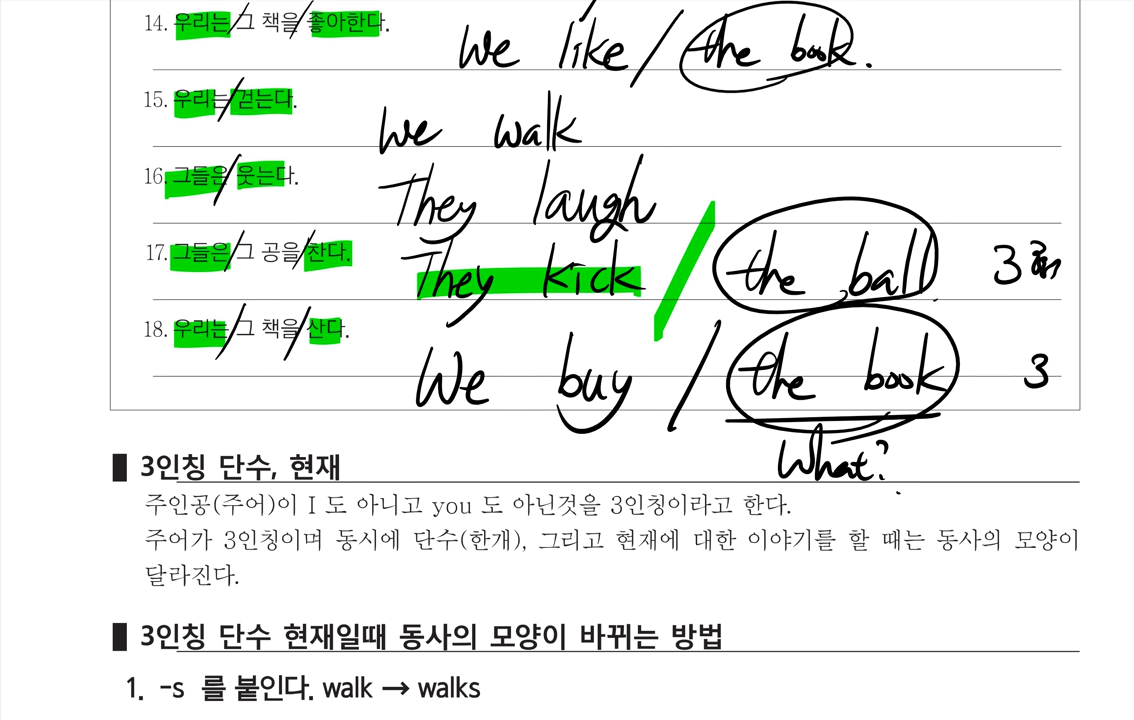 14. 우리는/그 책을/좋아한다.
We like / the book.
15. 우리는/걷는다.
We walk
16. 그들은/웃는다.
They laugh
17. 그들은/그 공을/찬다.
They kick / the ball. 3
18. 우리는/그 책을/산다.
We buy / the book 3
What?
3인칭 단수, 현재
주인공(주어)이 I 도 아니고 you 도 아닌것을 3인칭이라고 한다.
주어가 3인칭이며 동시에 단수(한개), 그리고 현재에 대한 이야기를 할 때는 동사의 모양이
달라진다.
3인칭 단수 현재일때 동사의 모양이 바뀌는 방법
1. -s 를 붙인다. walk → walks